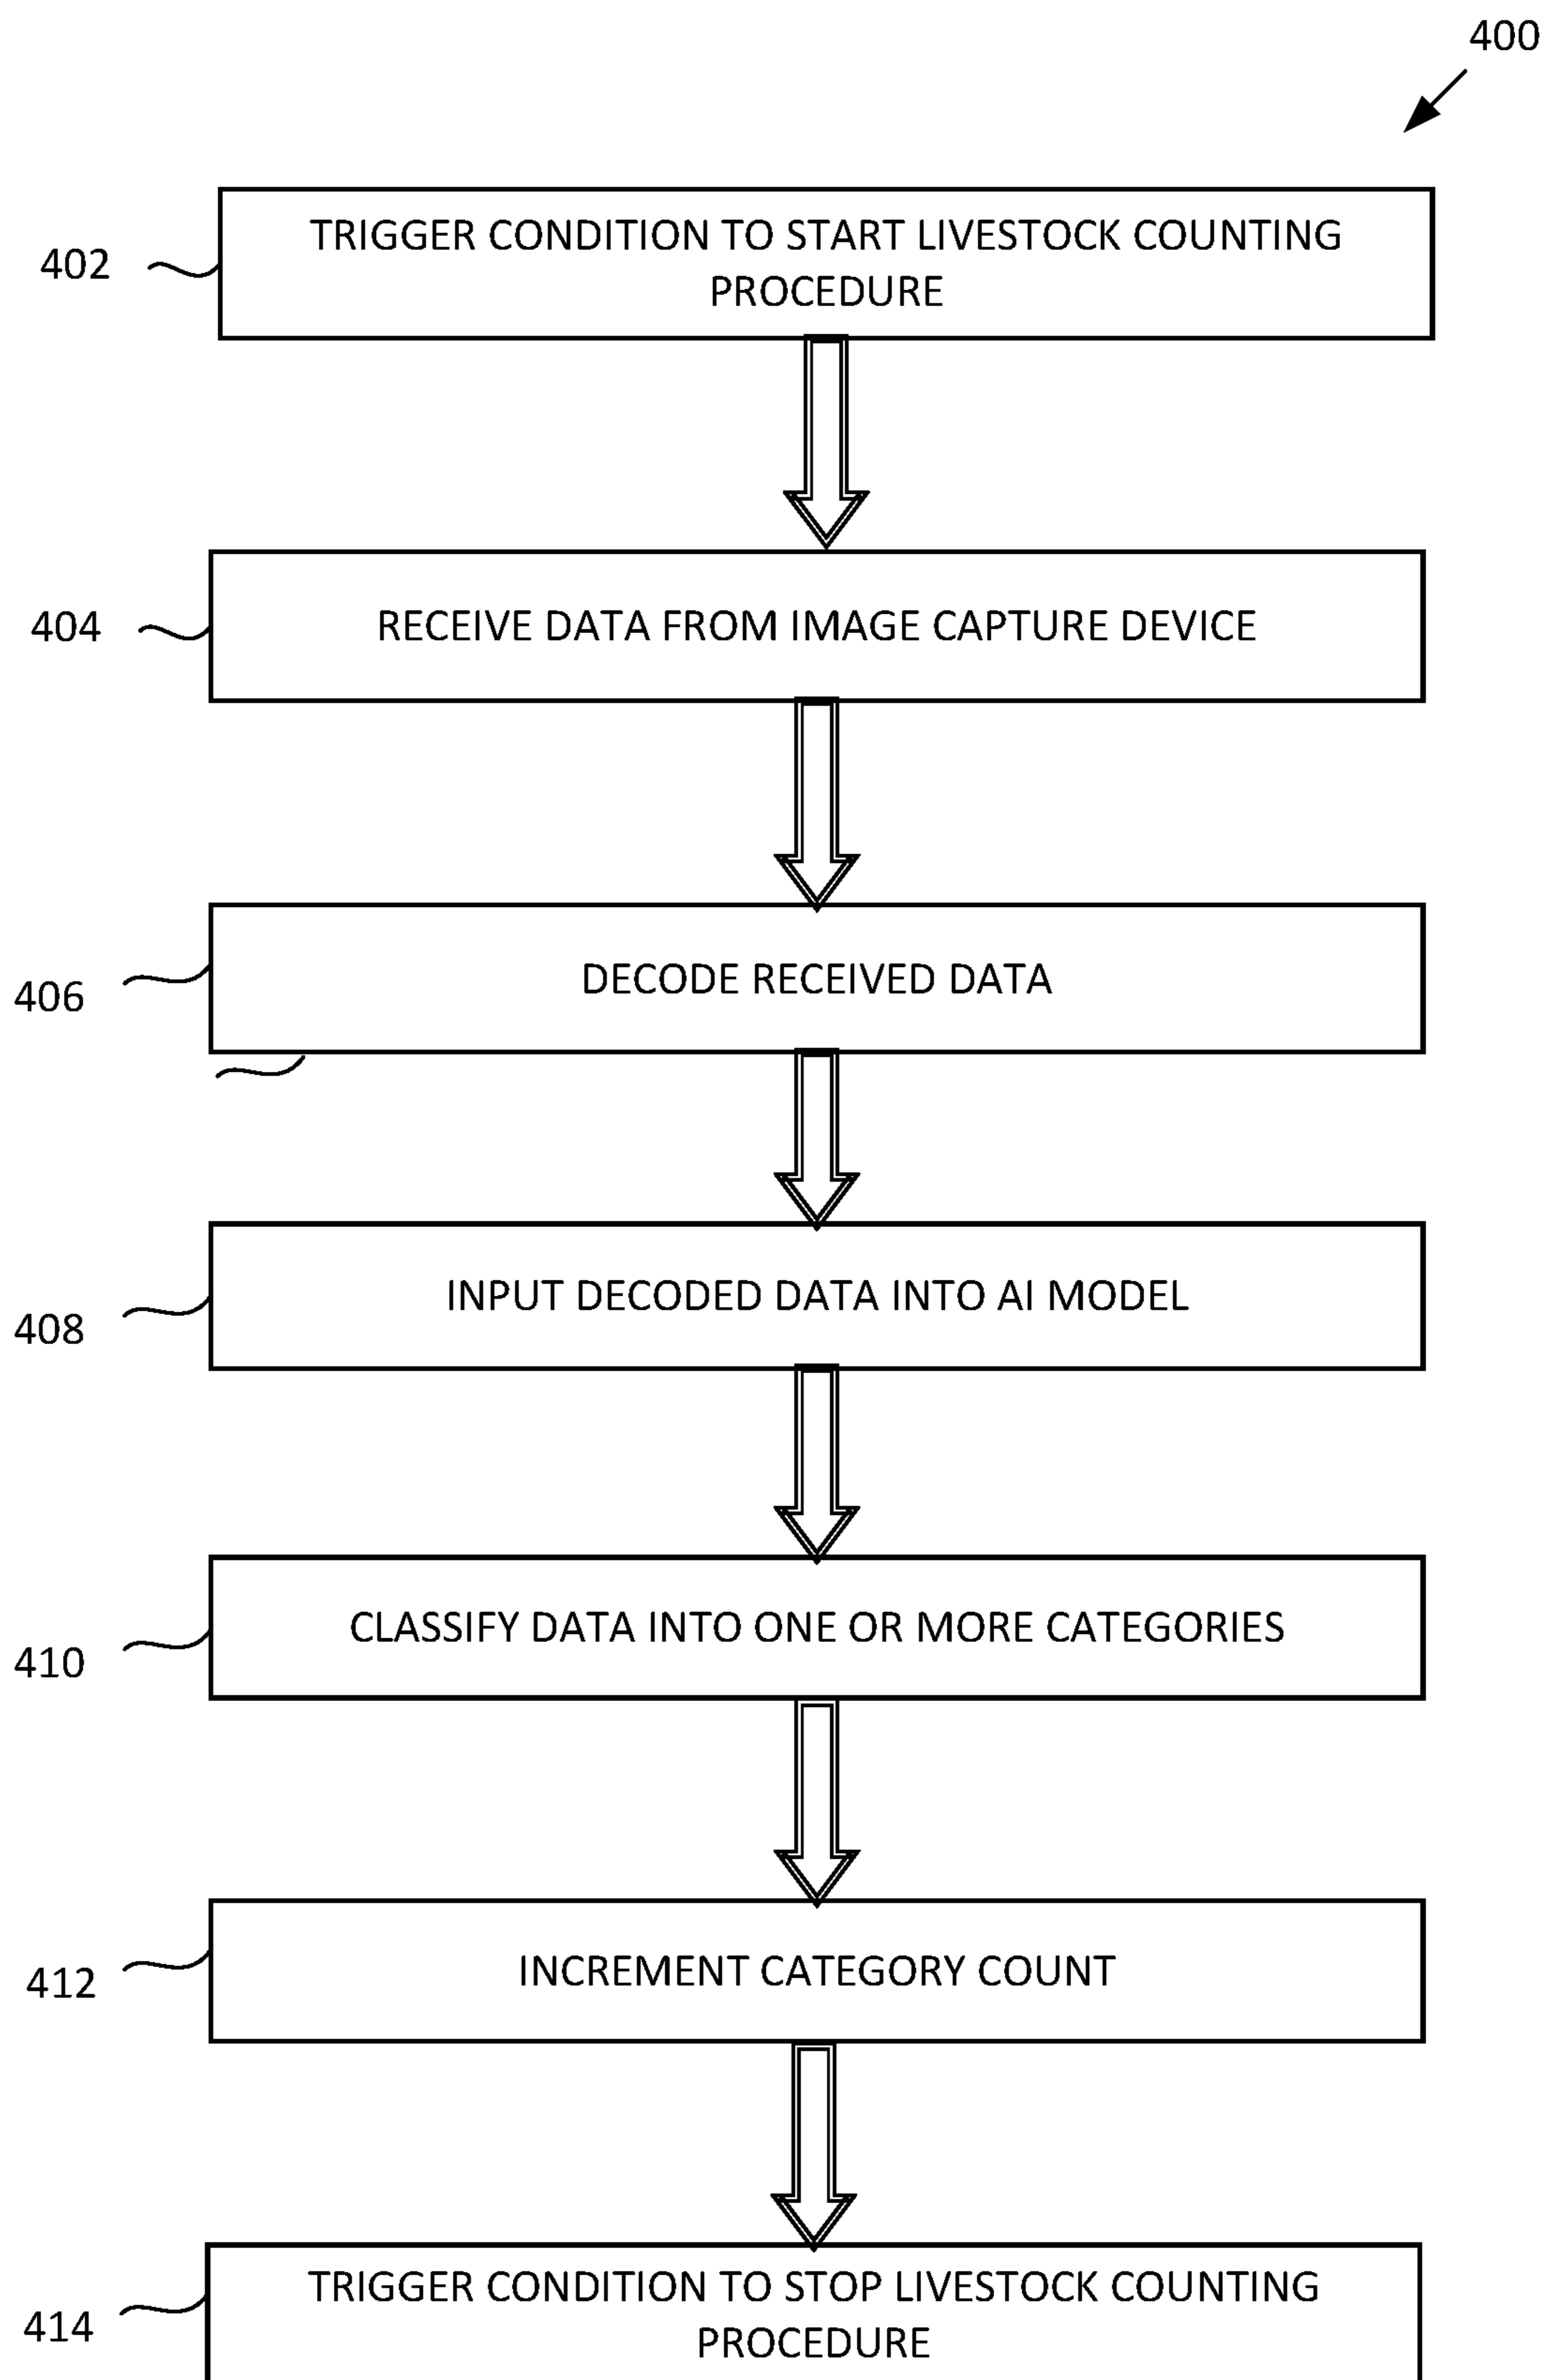 400
402
TRIGGER CONDITION TO START LIVESTOCK COUNTING
PROCEDURE
404
RECEIVE DATA FROM IMAGE CAPTURE DEVICE
406
DECODE RECEIVED DATA
408
INPUT DECODED DATA INTO AI MODEL
410
CLASSIFY DATA INTO ONE OR MORE CATEGORIES
412
INCREMENT CATEGORY COUNT
414
TRIGGER CONDITION TO STOP LIVESTOCK COUNTING
PROCEDURE